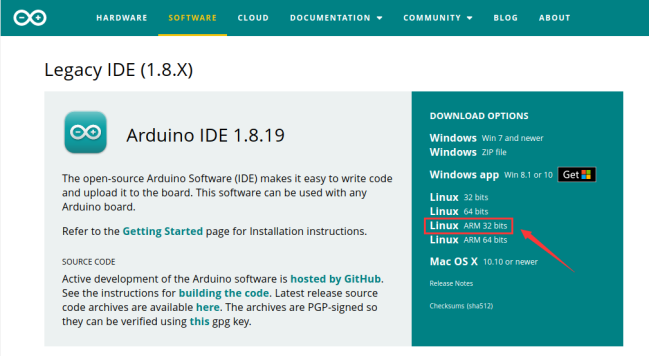 HARDWARE SOFTWARE CLOUD DOCUMENTATION COMMUNITY BLOG ABOUT
Legacy IDE (1.8.X)
Arduino IDE 1.8.19
The open-source Arduino Software (IDE) makes it easy to write code
and upload it to the board. This software can be used with any
Arduino board.
Refer to the Getting Started page for Installation instructions.
SOURCE CODE
Active development of the Arduino software is hosted by GitHub.
See the instructions for building the code. Latest release source
code archives are available here. The archives are PGP-signed so
they can be verified using this gpg key.
DOWNLOAD OPTIONS
Windows Win 7 and newer
Windows ZIP file
Windows app Win 8.1 or 10 Get
Linux 32 bits
Linux 64 bits
Linux ARM 32 bits
Linux ARM 64 bits
Mac OS X 10.10 or newer
Release Notes
Checksums (sha512)